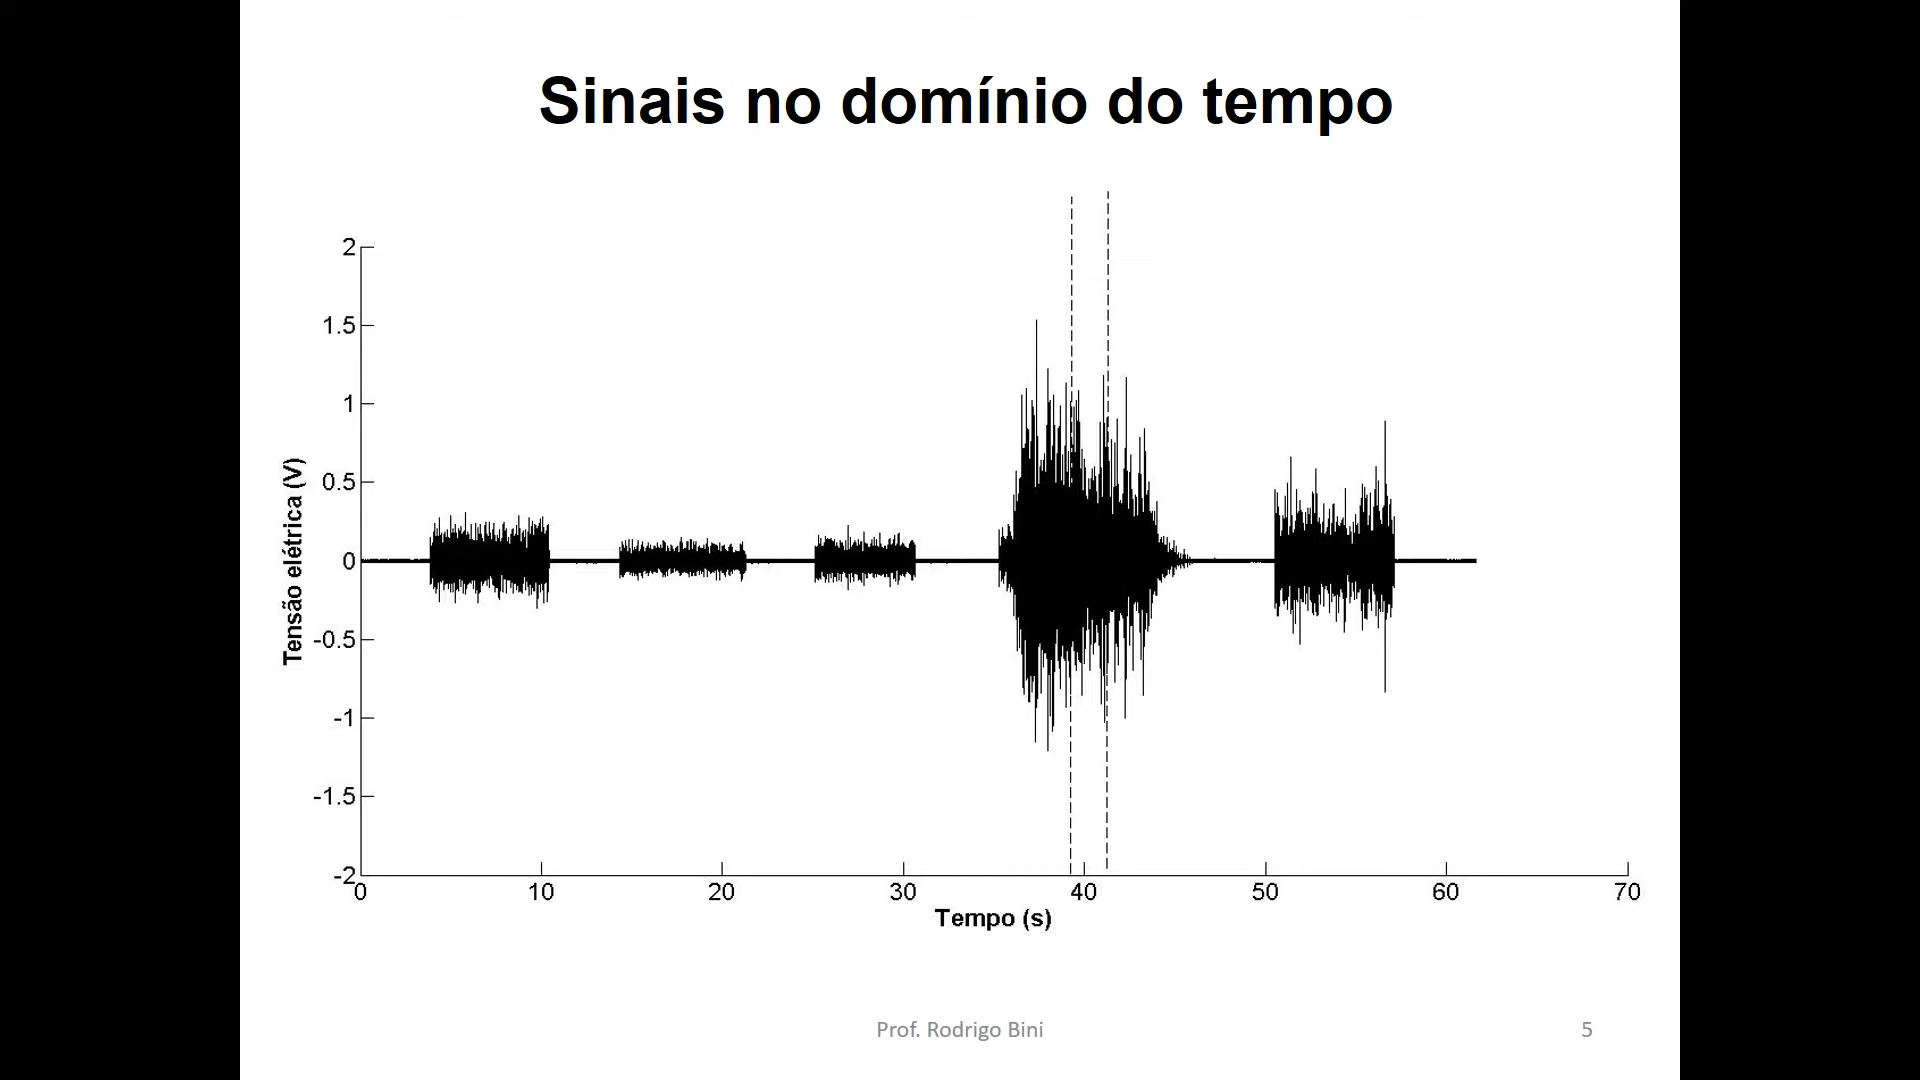 Sinais no domínio do tempo
2
1.5
1
0.5
0
-0.5
-1
-1.5
-2
Tensão elétrica (V)
0 10 20 30 40 50 60 70
Tempo (s)
Prof. Rodrigo Bini 5